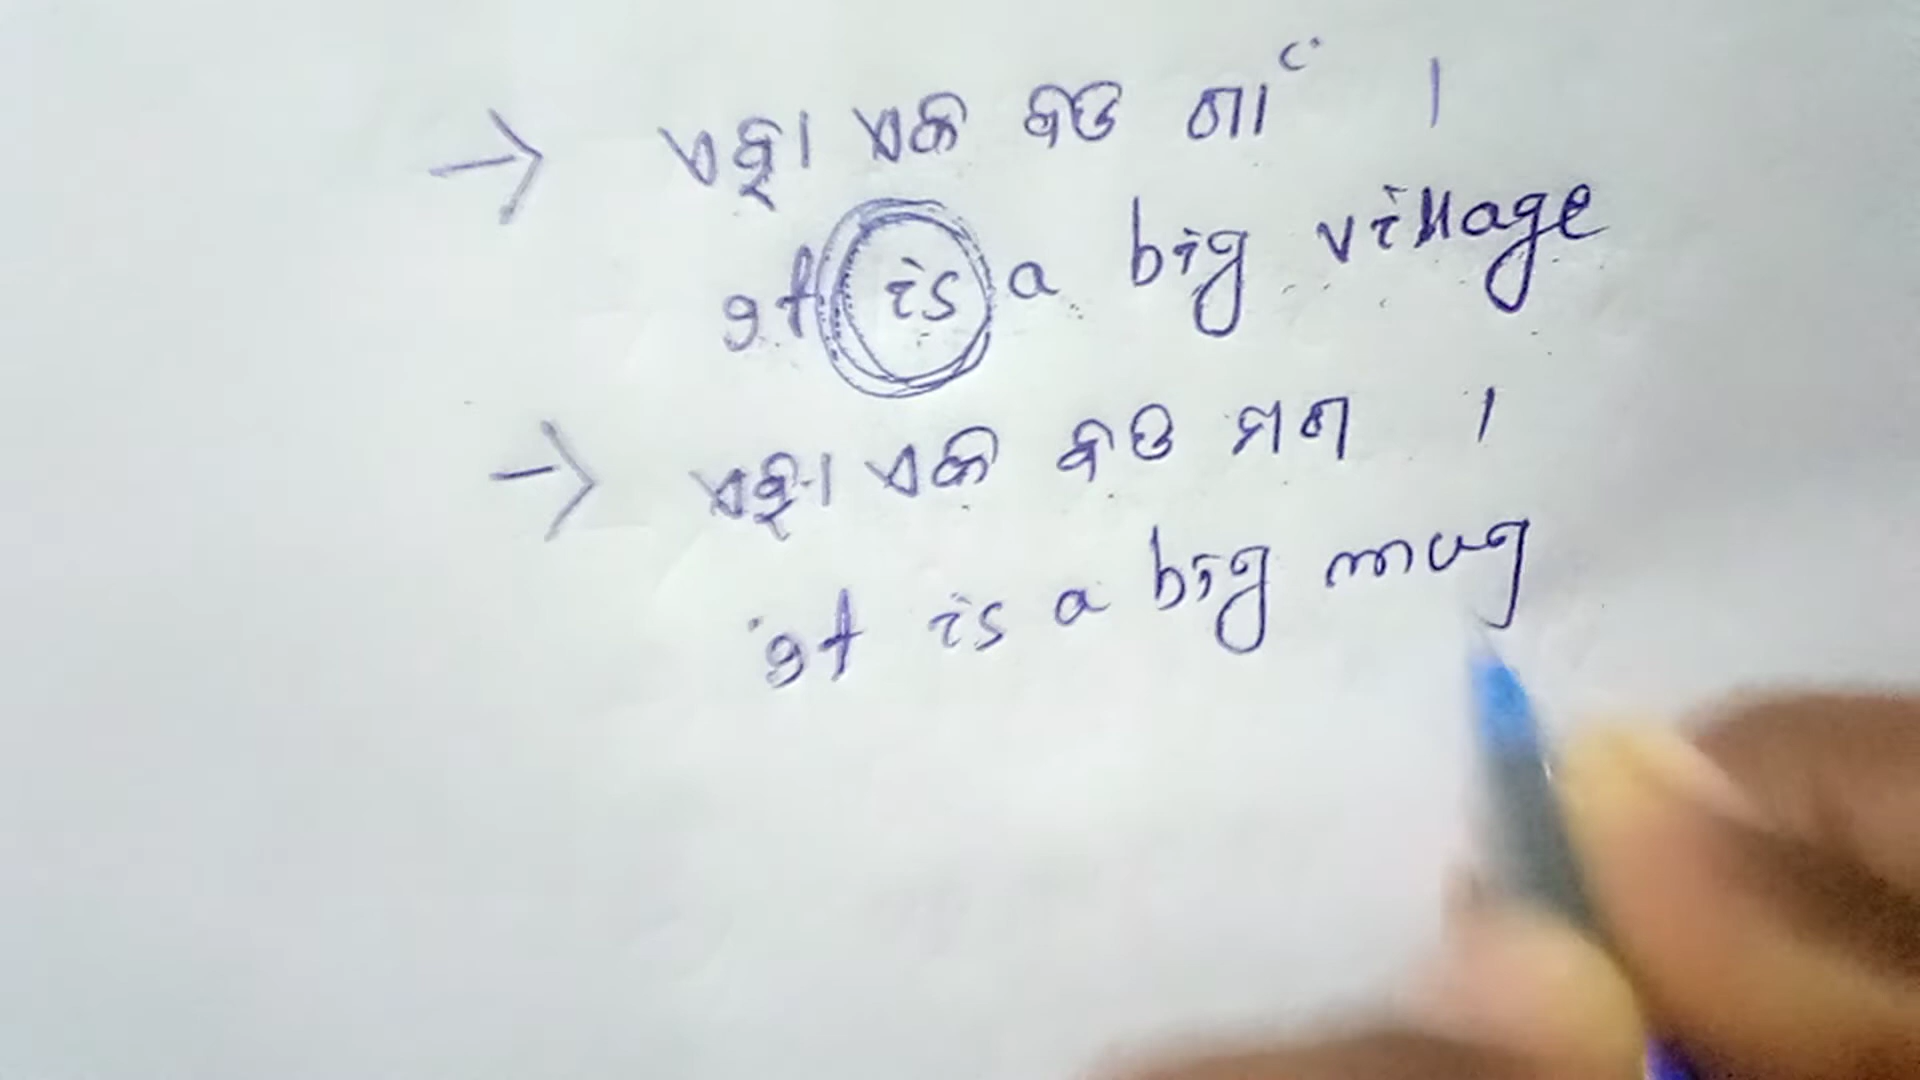 → ଏହା ଏକ ବଡ ଗାଁ ।
It is a big village
→ ଏହା ଏକ ବଡ ମଗ ।
It is a big mug